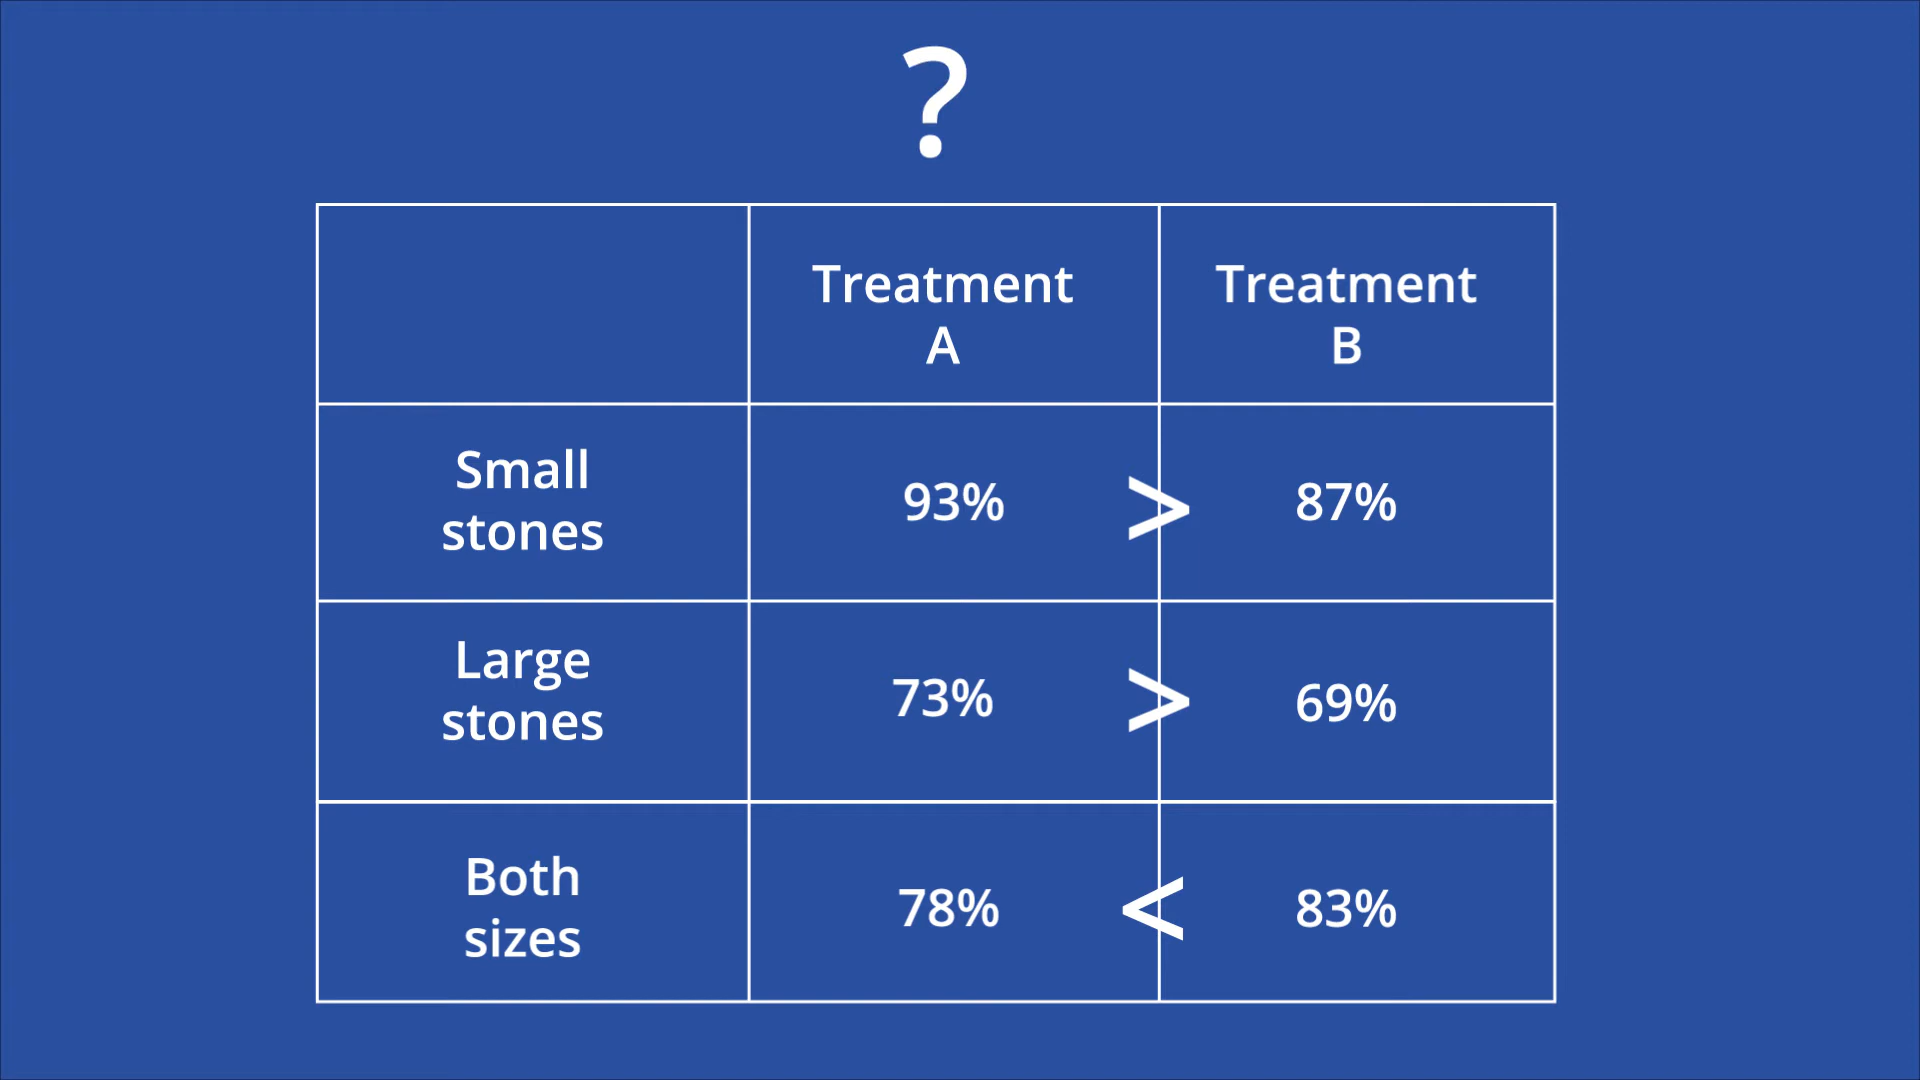 ?
Treatment
A
Treatment
B
Small
stones
93% > 87%
Large
stones
73% > 69%
Both
sizes
78% < 83%